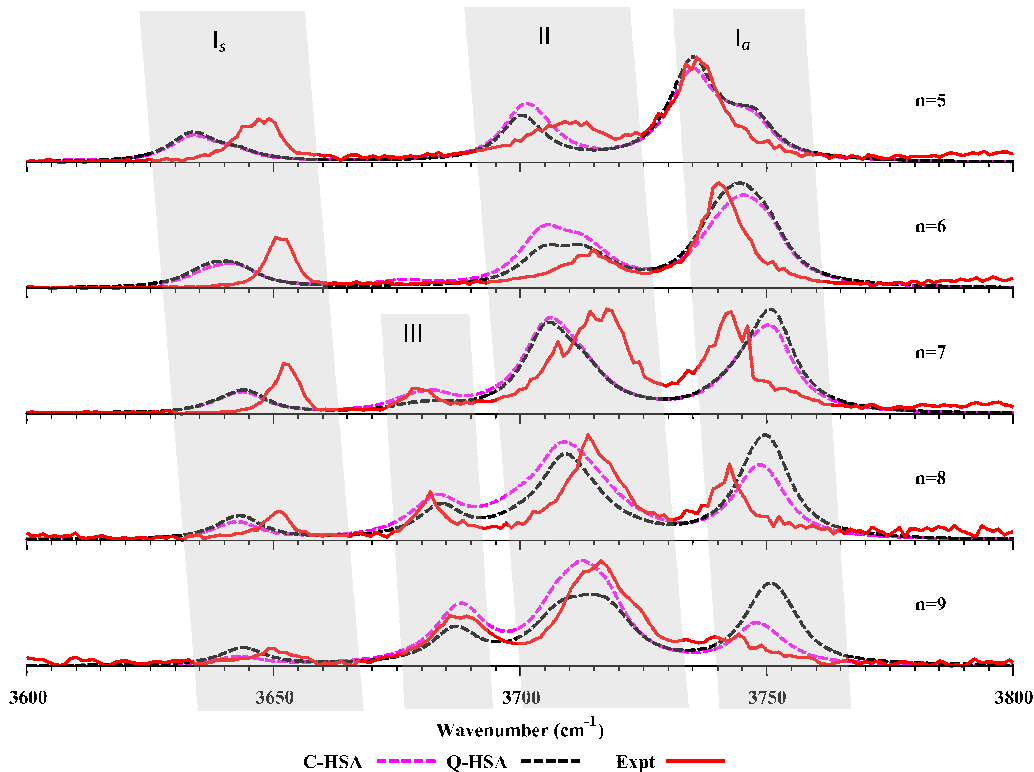 I_s II I_a
n=5
n=6
III
n=7
n=8
n=9
3600 3650 3700 3750 3800
Wavenumber (cm⁻¹)
C-HSA Q-HSA Expt